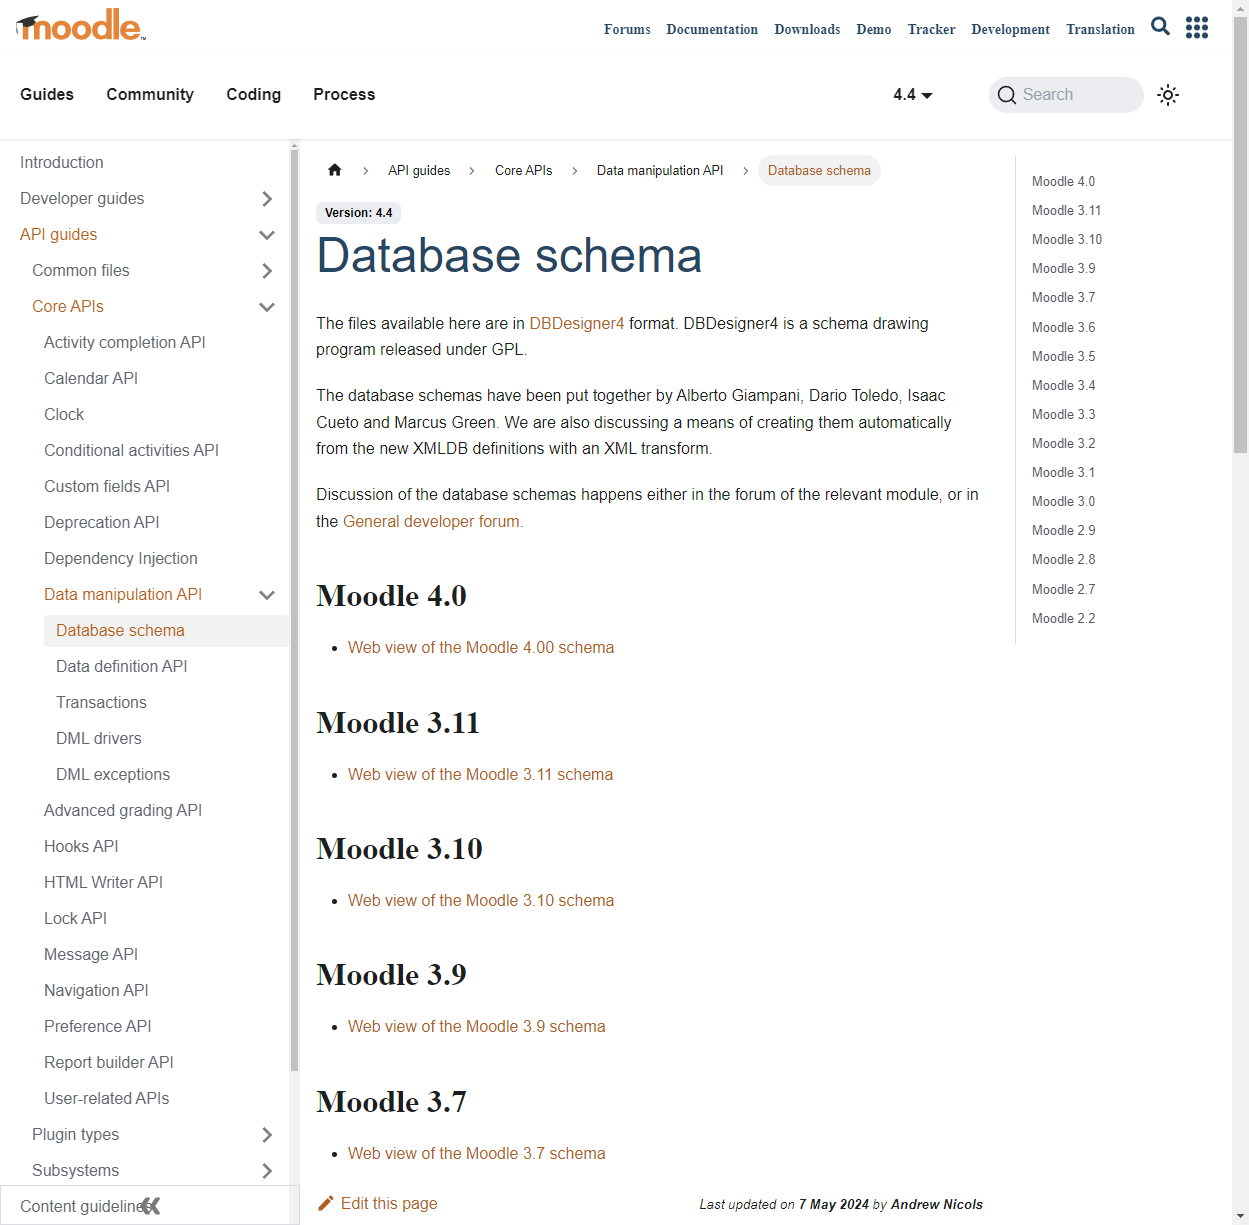 moodle™
Forums Documentation Downloads Demo Tracker Development Translation
Guides Community Coding Process 4.4 Search
Introduction
Developer guides
API guides
Common files
Core APIs
Activity completion API
Calendar API
Clock
Conditional activities API
Custom fields API
Deprecation API
Dependency Injection
Data manipulation API
Database schema
Data definition API
Transactions
DML drivers
DML exceptions
Advanced grading API
Hooks API
HTML Writer API
Lock API
Message API
Navigation API
Preference API
Report builder API
User-related APIs
Plugin types
Subsystems
Content guidelines
API guides Core APIs Data manipulation API Database schema
Version: 4.4
Database schema
The files available here are in DBDesigner4 format. DBDesigner4 is a schema drawing
program released under GPL.
The database schemas have been put together by Alberto Giampani, Dario Toledo, Isaac
Cueto and Marcus Green. We are also discussing a means of creating them automatically
from the new XMLDB definitions with an XML transform.
Discussion of the database schemas happens either in the forum of the relevant module, or in
the General developer forum.
Moodle 4.0
Web view of the Moodle 4.00 schema
Moodle 3.11
Web view of the Moodle 3.11 schema
Moodle 3.10
Web view of the Moodle 3.10 schema
Moodle 3.9
Web view of the Moodle 3.9 schema
Moodle 3.7
Web view of the Moodle 3.7 schema
Edit this page
Last updated on 7 May 2024 by Andrew Nicols
Moodle 4.0
Moodle 3.11
Moodle 3.10
Moodle 3.9
Moodle 3.7
Moodle 3.6
Moodle 3.5
Moodle 3.4
Moodle 3.3
Moodle 3.2
Moodle 3.1
Moodle 3.0
Moodle 2.9
Moodle 2.8
Moodle 2.7
Moodle 2.2